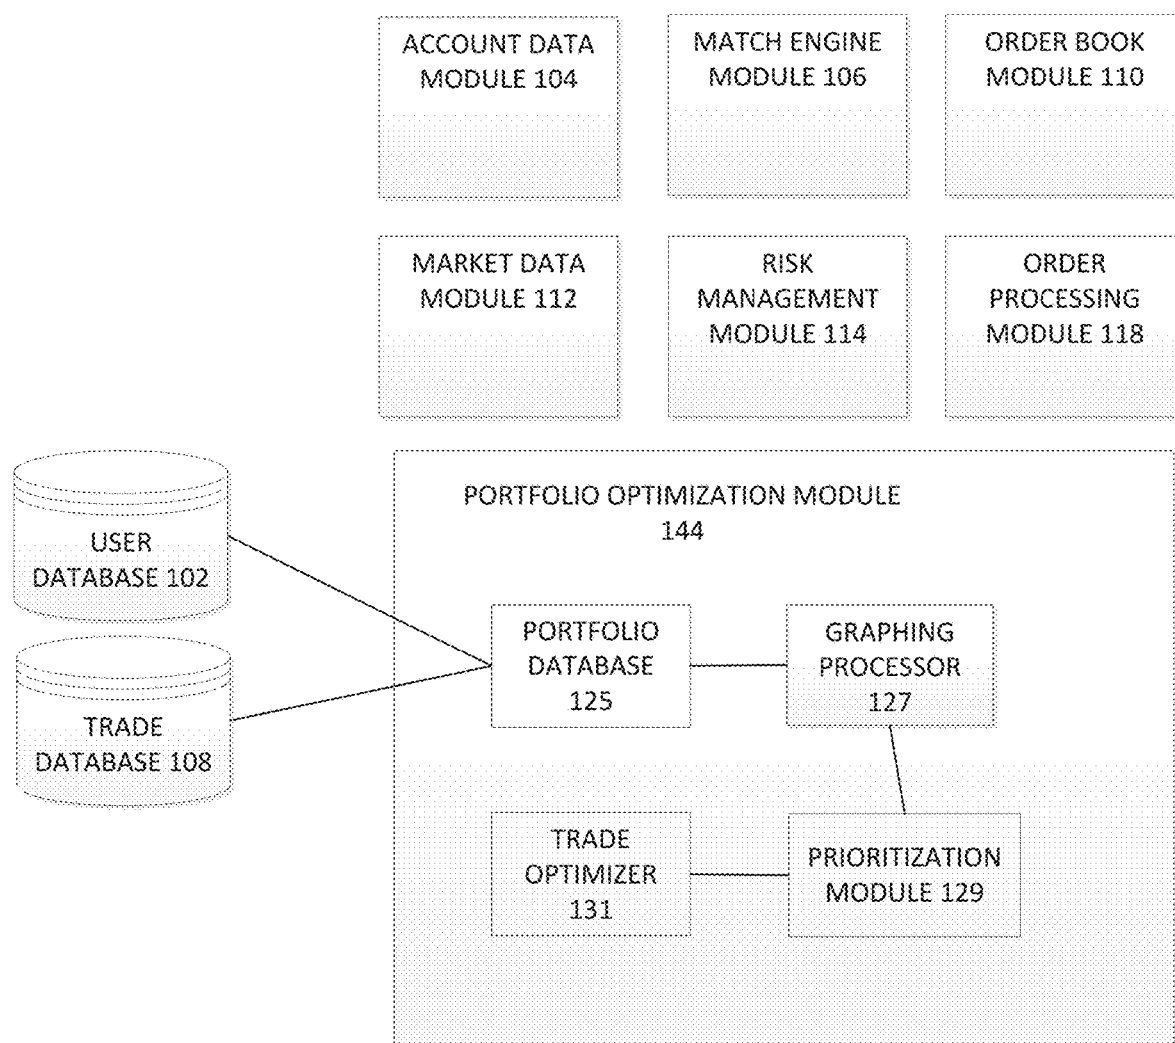 ACCOUNT DATA
MODULE 104
MATCH ENGINE
MODULE 106
ORDER BOOK
MODULE 110
MARKET DATA
MODULE 112
RISK
MANAGEMENT
MODULE 114
ORDER
PROCESSING
MODULE 118
USER
DATABASE 102
TRADE
DATABASE 108
PORTFOLIO OPTIMIZATION MODULE
144
PORTFOLIO
DATABASE
125
GRAPHING
PROCESSOR
127
TRADE
OPTIMIZER
131
PRIORITIZATION
MODULE 129